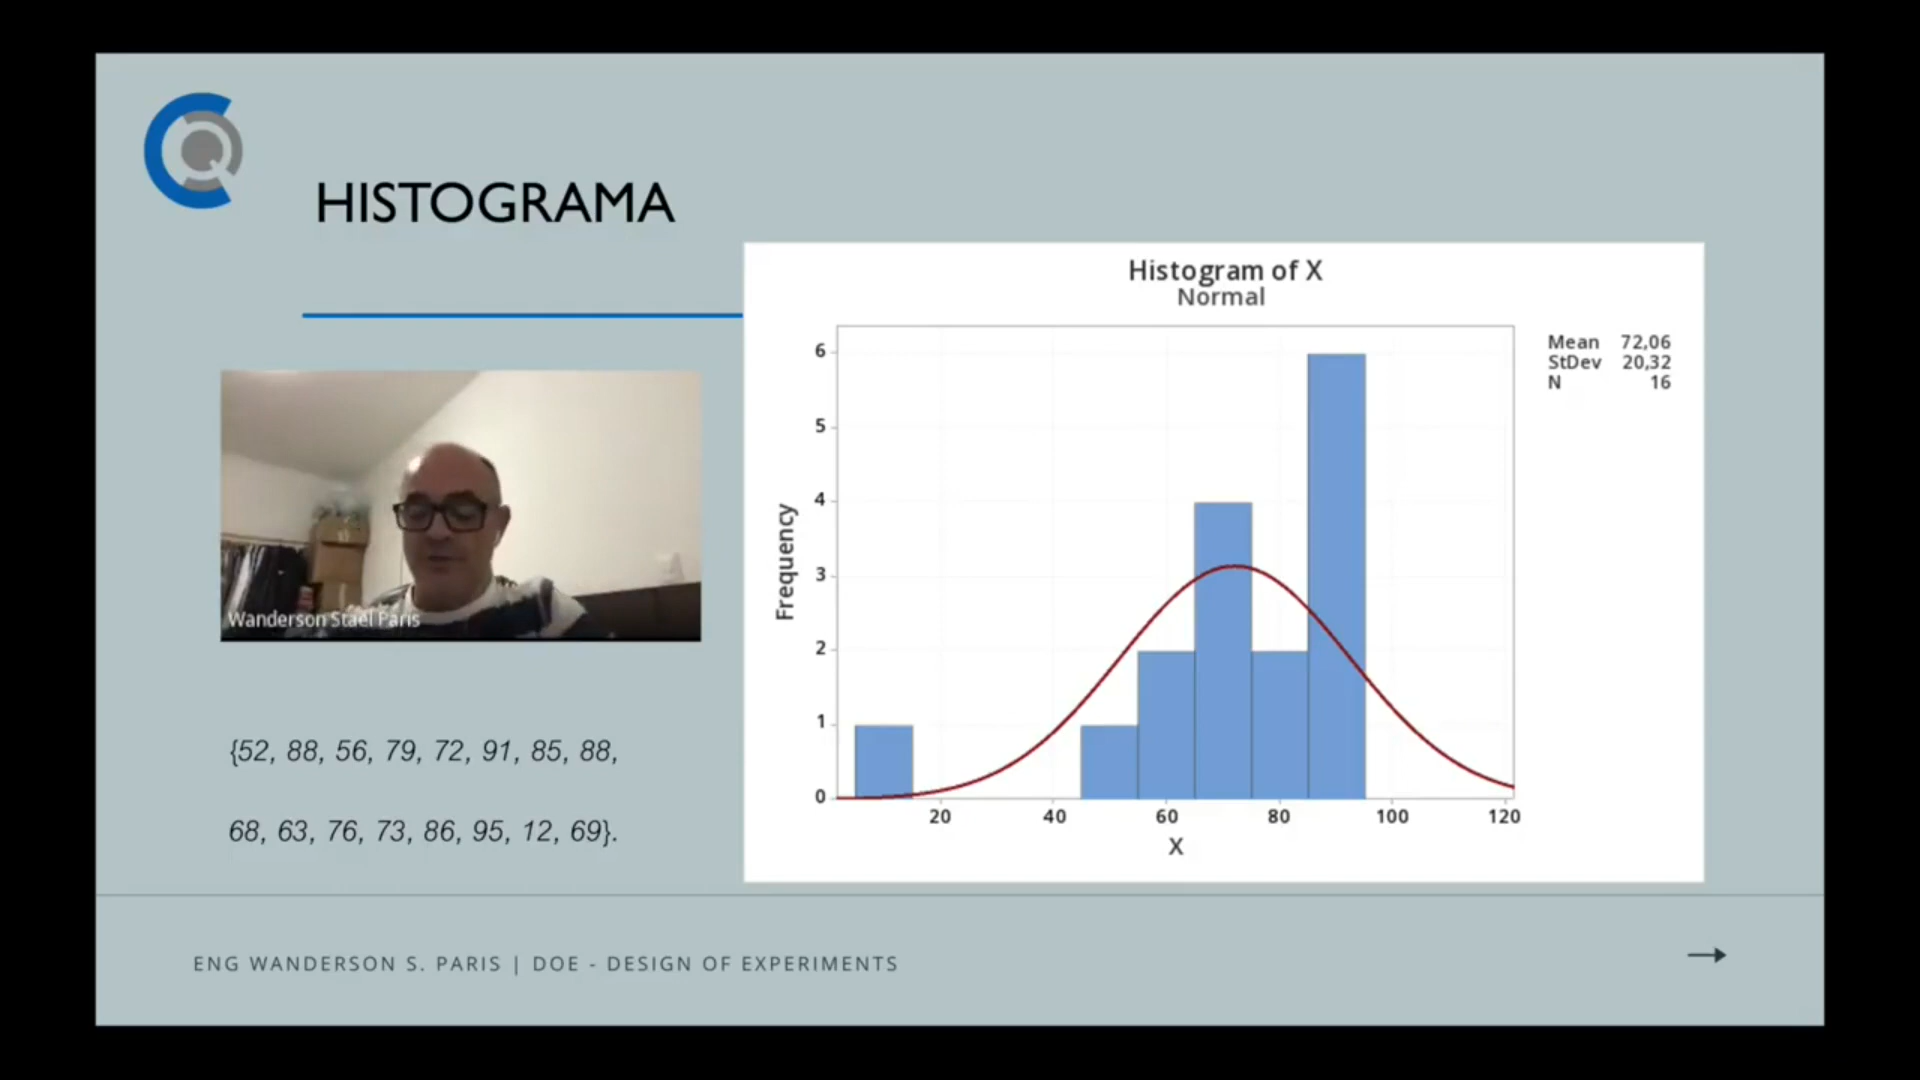 HISTOGRAMA
Histogram of X
Normal
Mean 72,06
StDev 20,32
N 16
Frequency
6
5
4
3
2
1
0
20 40 60 80 100 120
X
Wanderson Stael Paris
{52, 88, 56, 79, 72, 91, 85, 88,
68, 63, 76, 73, 86, 95, 12, 69}.
ENG WANDERSON S. PARIS | DOE - DESIGN OF EXPERIMENTS